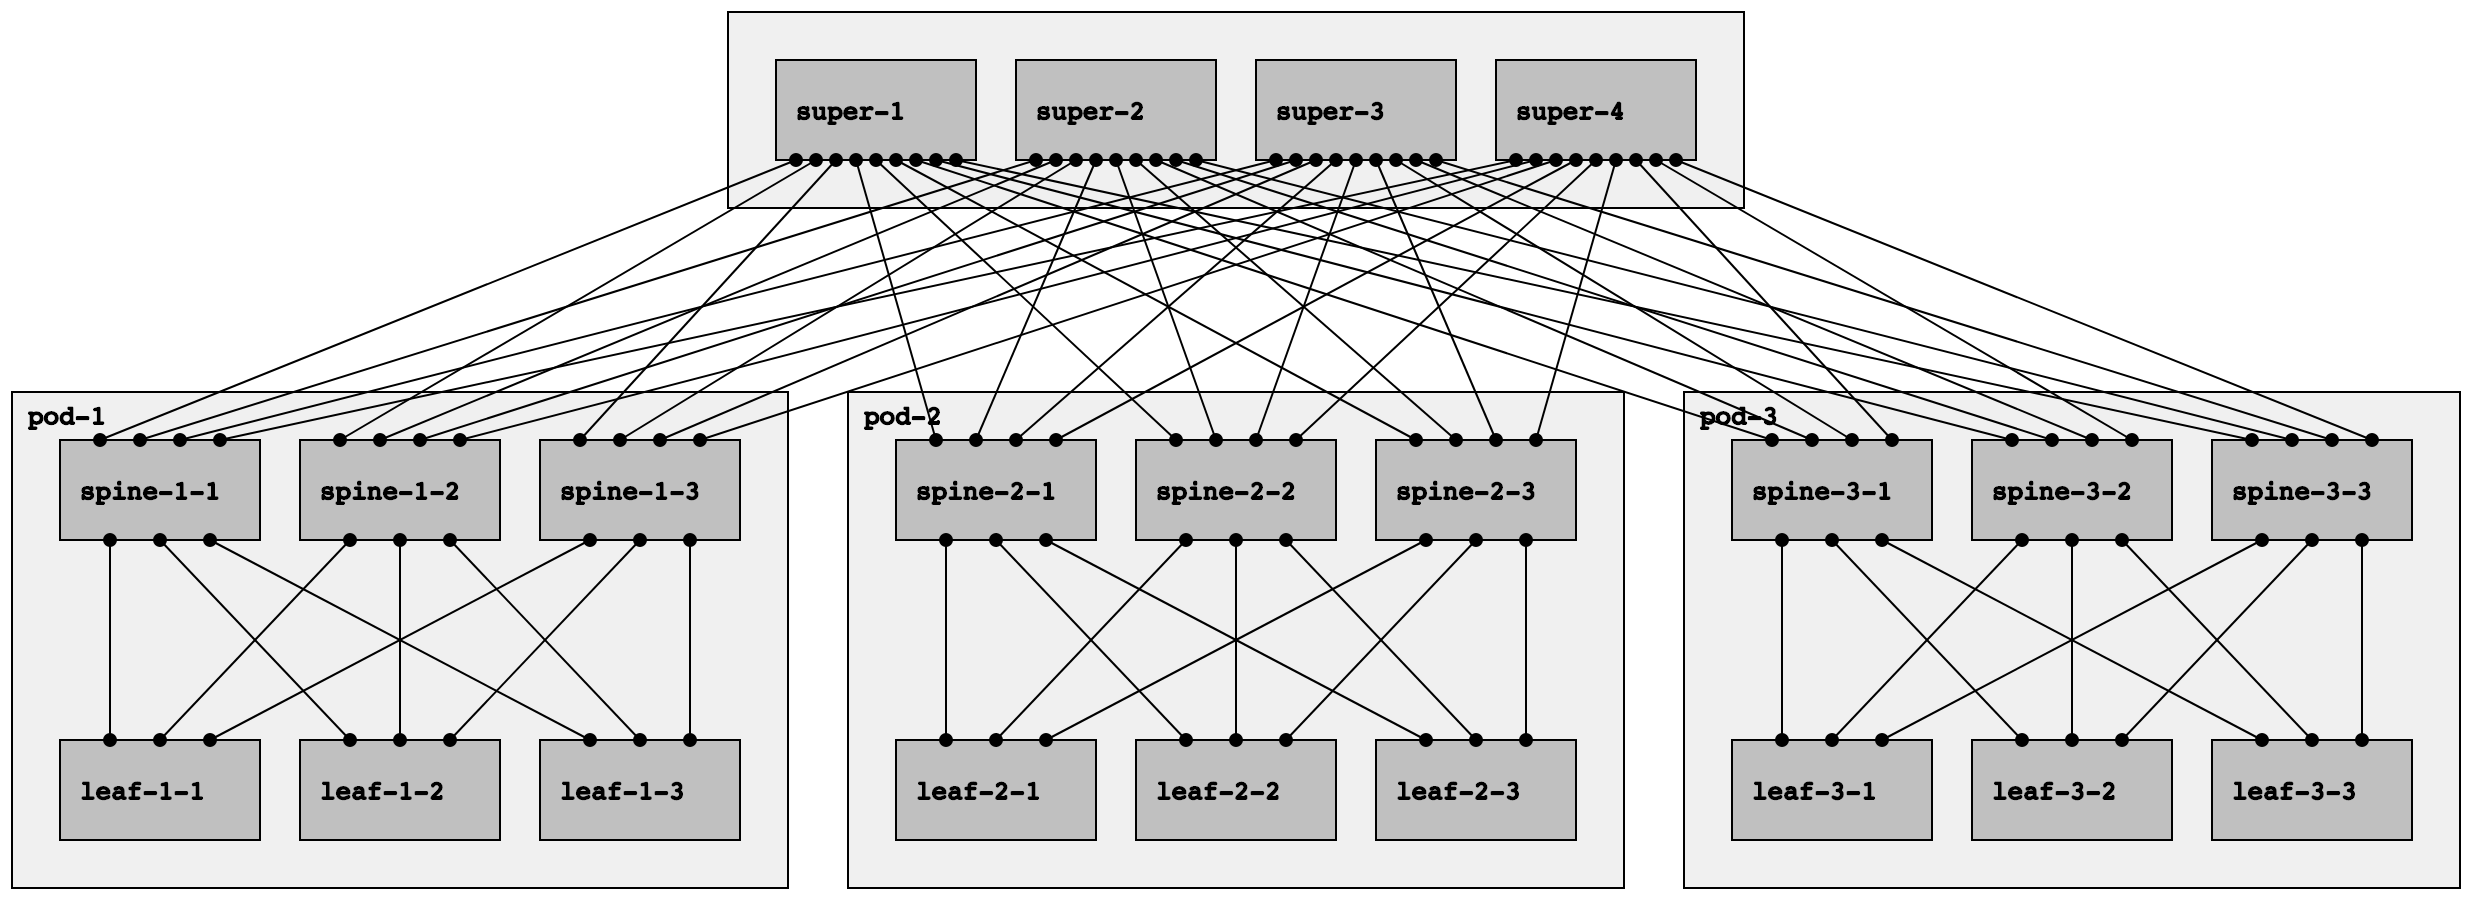 super-1 super-2 super-3 super-4
pod-1 pod-2 pod-3
spine-1-1 spine-1-2 spine-1-3 spine-2-1 spine-2-2 spine-2-3 spine-3-1 spine-3-2 spine-3-3
leaf-1-1 leaf-1-2 leaf-1-3 leaf-2-1 leaf-2-2 leaf-2-3 leaf-3-1 leaf-3-2 leaf-3-3